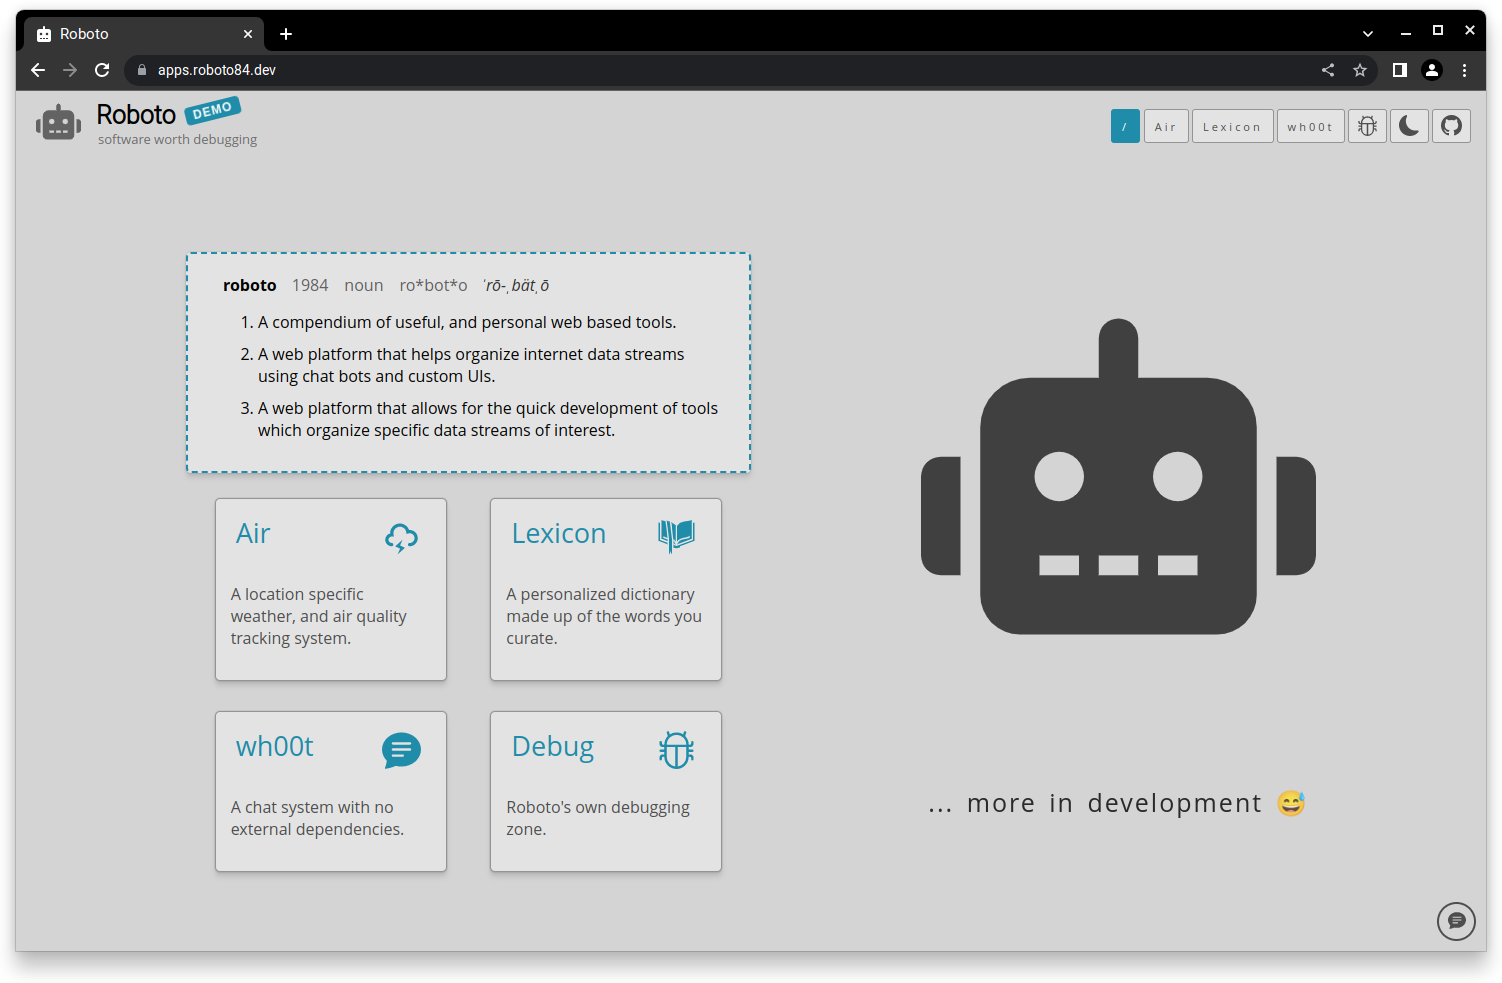 Roboto
apps.roboto84.dev
Roboto DEMO
software worth debugging
/ Air Lexicon wh00t
roboto 1984 noun ro*bot*o ˈrō-ˌbätˌō
1. A compendium of useful, and personal web based tools.
2. A web platform that helps organize internet data streams
using chat bots and custom UIs.
3. A web platform that allows for the quick development of tools
which organize specific data streams of interest.
Air
A location specific
weather, and air quality
tracking system.
Lexicon
A personalized dictionary
made up of the words you
curate.
wh00t
A chat system with no
external dependencies.
Debug
Roboto's own debugging
zone.
... more in development 😅